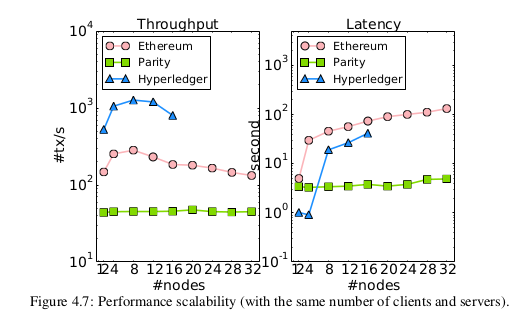 Throughput
Latency
10^4
10^3
10^2
10^1
#tx/s
Ethereum
Parity
Hyperledger
1 2 4 8 12 16 20 24 28 32
#nodes
10^3
10^2
10^1
10^0
10^-1
second
Ethereum
Parity
Hyperledger
1 2 4 8 12 16 20 24 28 32
#nodes
Figure 4.7: Performance scalability (with the same number of clients and servers).